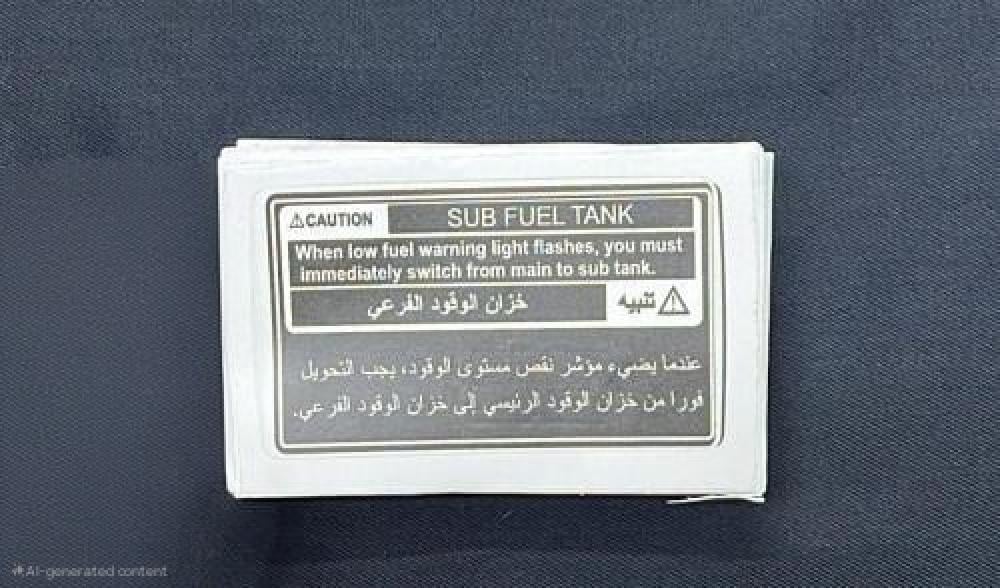 ⚠CAUTION
SUB FUEL TANK
When low fuel warning light flashes, you must
immediately switch from main to sub tank.
⚠ تنبيه
خزان الوقود الفرعي
عندما يضيء مؤشر نقص مستوى الوقود، يجب التحويل
فورا من خزان الوقود الرئيسي إلى خزان الوقود الفرعي.
AI-generated content